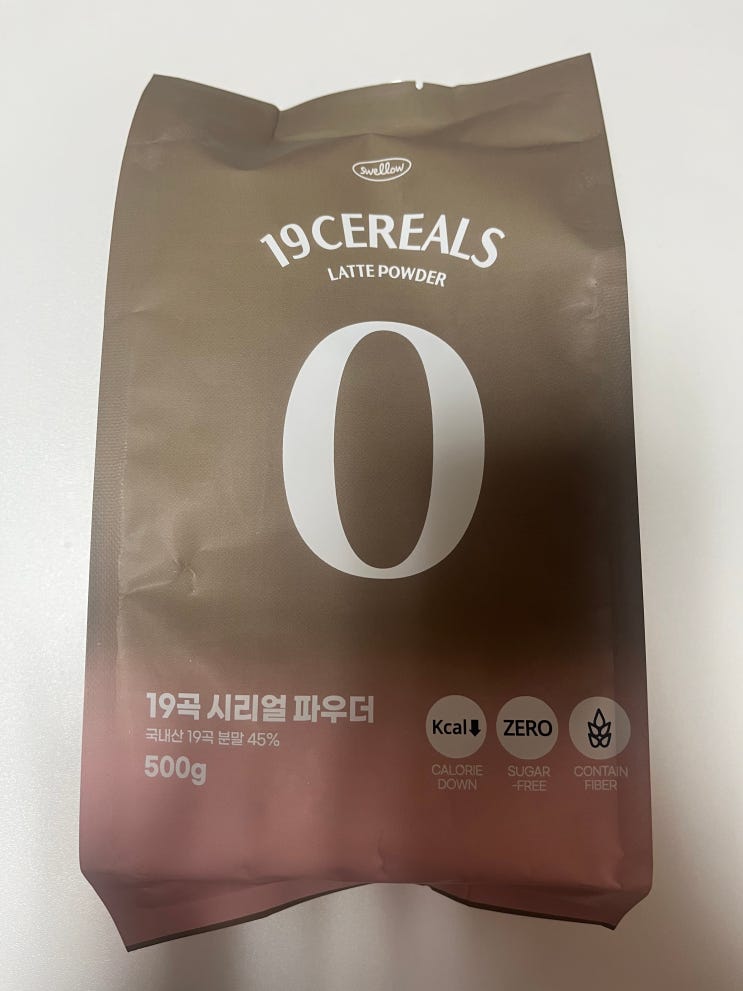 swellow
19CEREALS
LATTE POWDER
0
19곡 시리얼 파우더
국내산 19곡 분말 45%
500g
Kcal
CALORIE
DOWN
ZERO
SUGAR
-FREE
CONTAIN
FIBER